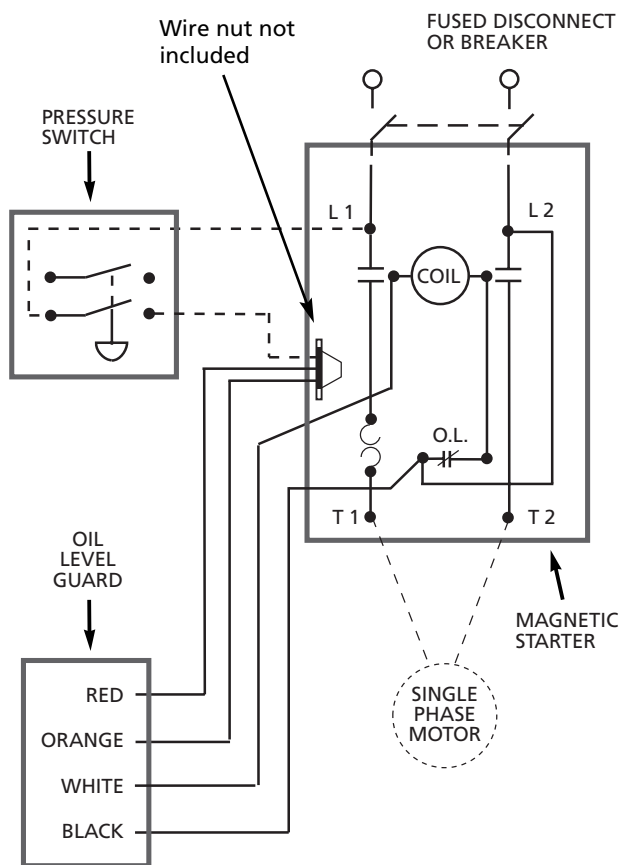 Wire nut not
included
FUSED DISCONNECT
OR BREAKER
PRESSURE
SWITCH
L 1
L 2
COIL
O.L.
T 1
T 2
OIL
LEVEL
GUARD
MAGNETIC
STARTER
SINGLE
PHASE
MOTOR
RED
ORANGE
WHITE
BLACK